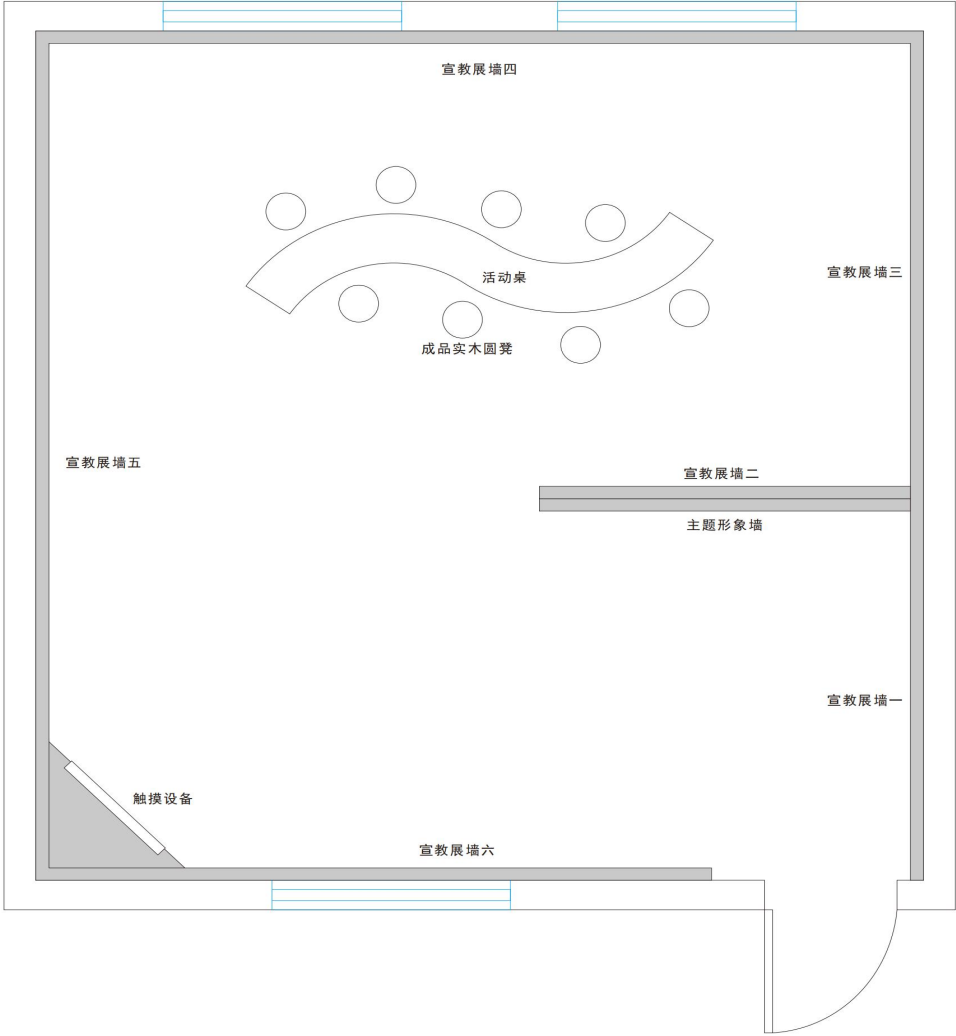 宣教展墙四
宣教展墙三
活动桌
成品实木圆凳
宣教展墙五
宣教展墙二
主题形象墙
宣教展墙一
触摸设备
宣教展墙六